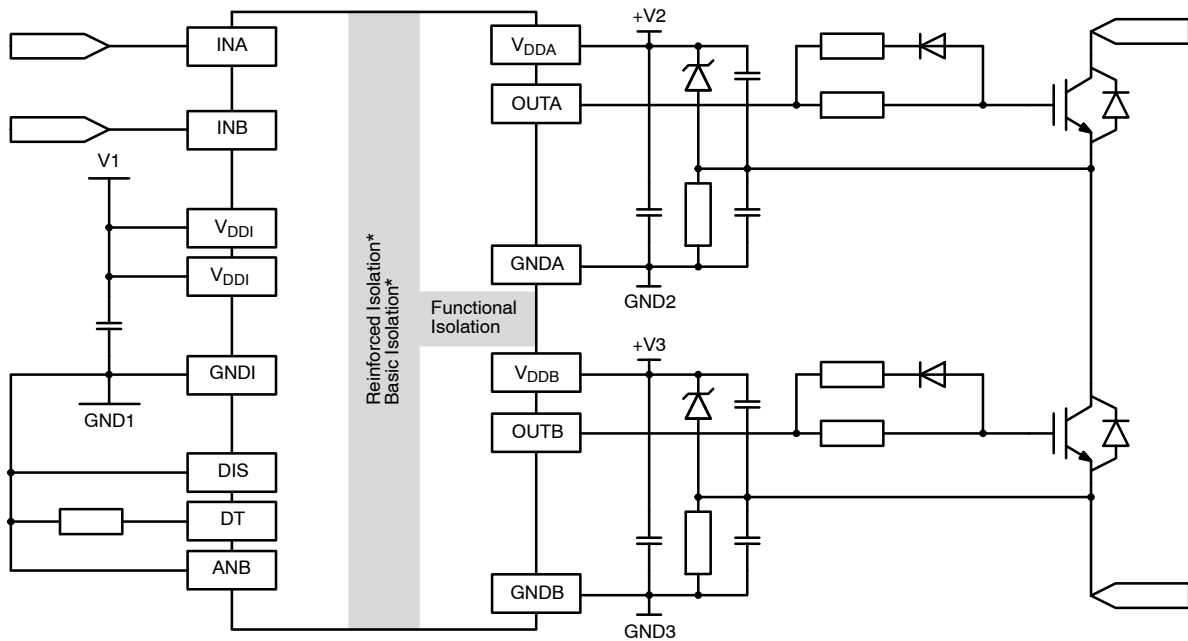 INA
INB
V1
VDDI
VDDI
GNDI
GND1
DIS
DT
ANB
Reinforced Isolation*
Basic Isolation*
Functional
Isolation
VDDA
OUTA
GNDA
VDDB
OUTB
GNDB
+V2
GND2
+V3
GND3